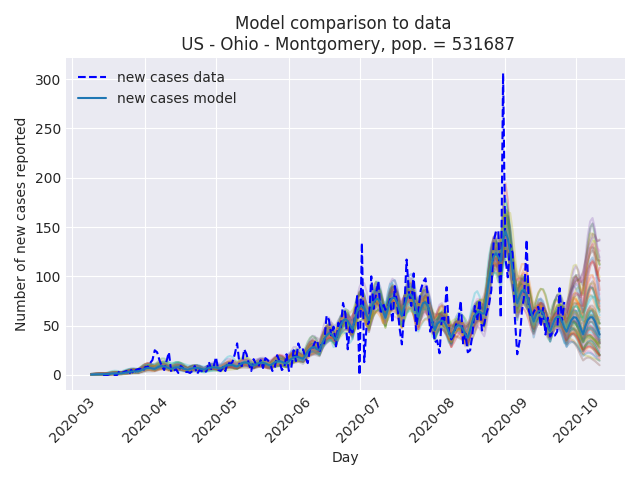 Model comparison to data
US - Ohio - Montgomery, pop. = 531687
new cases data
new cases model
Number of new cases reported
300
250
200
150
100
50
0
2020-03
2020-04
2020-05
2020-06
2020-07
2020-08
2020-09
2020-10
Day